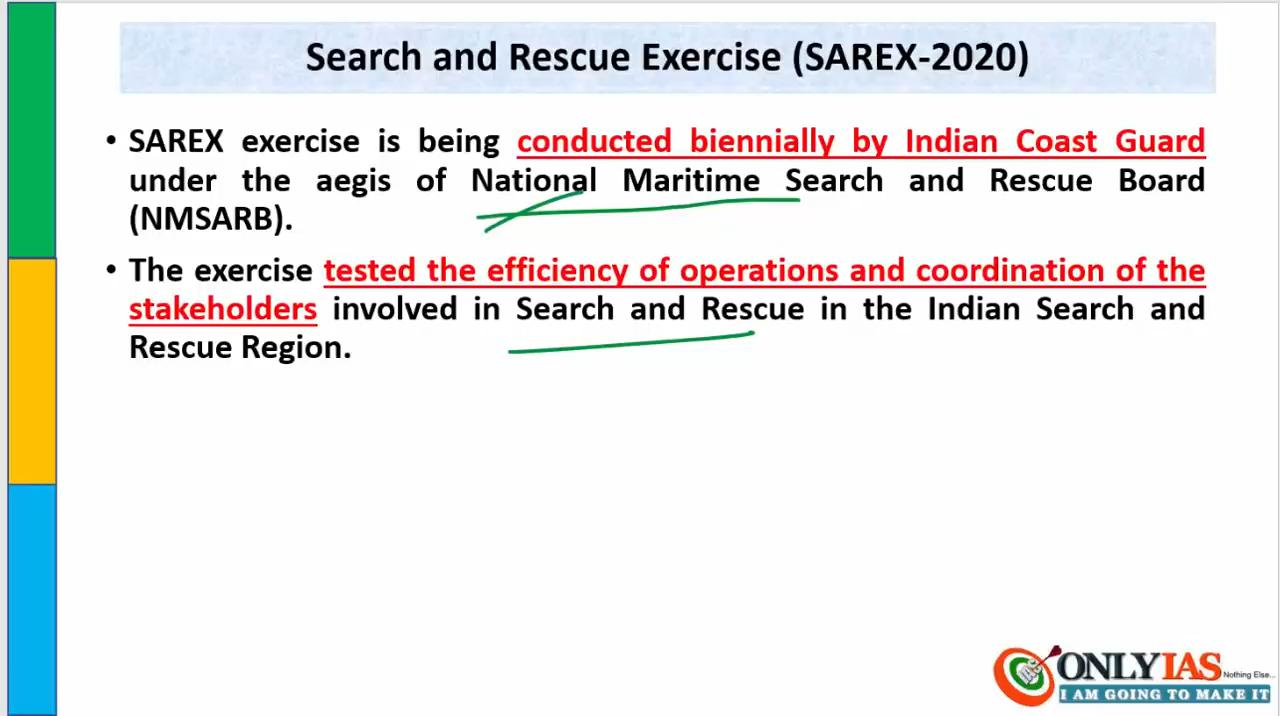 Search and Rescue Exercise (SAREX-2020)
• SAREX exercise is being conducted biennially by Indian Coast Guard
under the aegis of National Maritime Search and Rescue Board
(NMSARB).
• The exercise tested the efficiency of operations and coordination of the
stakeholders involved in Search and Rescue in the Indian Search and
Rescue Region.
ONLYIAS Nothing Else...
I AM GOING TO MAKE IT